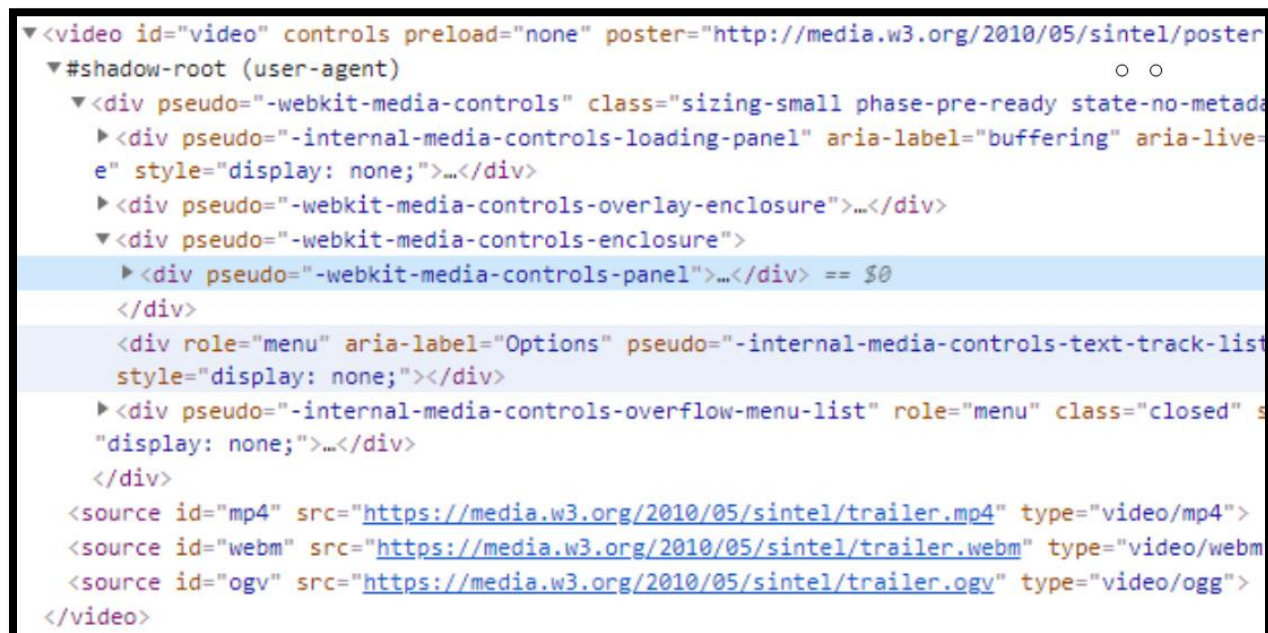 ▼<video id="video" controls preload="none" poster="http://media.w3.org/2010/05/sintel/poster
▼#shadow-root (user-agent)
▼<div pseudo="-webkit-media-controls" class="sizing-small phase-pre-ready state-no-metada
▶<div pseudo="-internal-media-controls-loading-panel" aria-label="buffering" aria-live=
e" style="display: none;">…</div>
▶<div pseudo="-webkit-media-controls-overlay-enclosure">…</div>
▼<div pseudo="-webkit-media-controls-enclosure">
▶<div pseudo="-webkit-media-controls-panel">…</div> == $0
</div>
<div role="menu" aria-label="Options" pseudo="-internal-media-controls-text-track-list
style="display: none;"></div>
▶<div pseudo="-internal-media-controls-overflow-menu-list" role="menu" class="closed" s
"display: none;">…</div>
</div>
<source id="mp4" src="https://media.w3.org/2010/05/sintel/trailer.mp4" type="video/mp4">
<source id="webm" src="https://media.w3.org/2010/05/sintel/trailer.webm" type="video/webm
<source id="ogv" src="https://media.w3.org/2010/05/sintel/trailer.ogv" type="video/ogg">
</video>